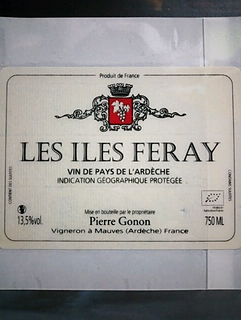 Produit de France
LES ILES FERAY
VIN DE PAYS DE L'ARDÈCHE
INDICATION GÉOGRAPHIQUE PROTÉGÉE
Mise en bouteille par le propriétaire
13,5%vol.
Pierre Gonon
750 ML
Vigneron à Mauves (Ardèche) France